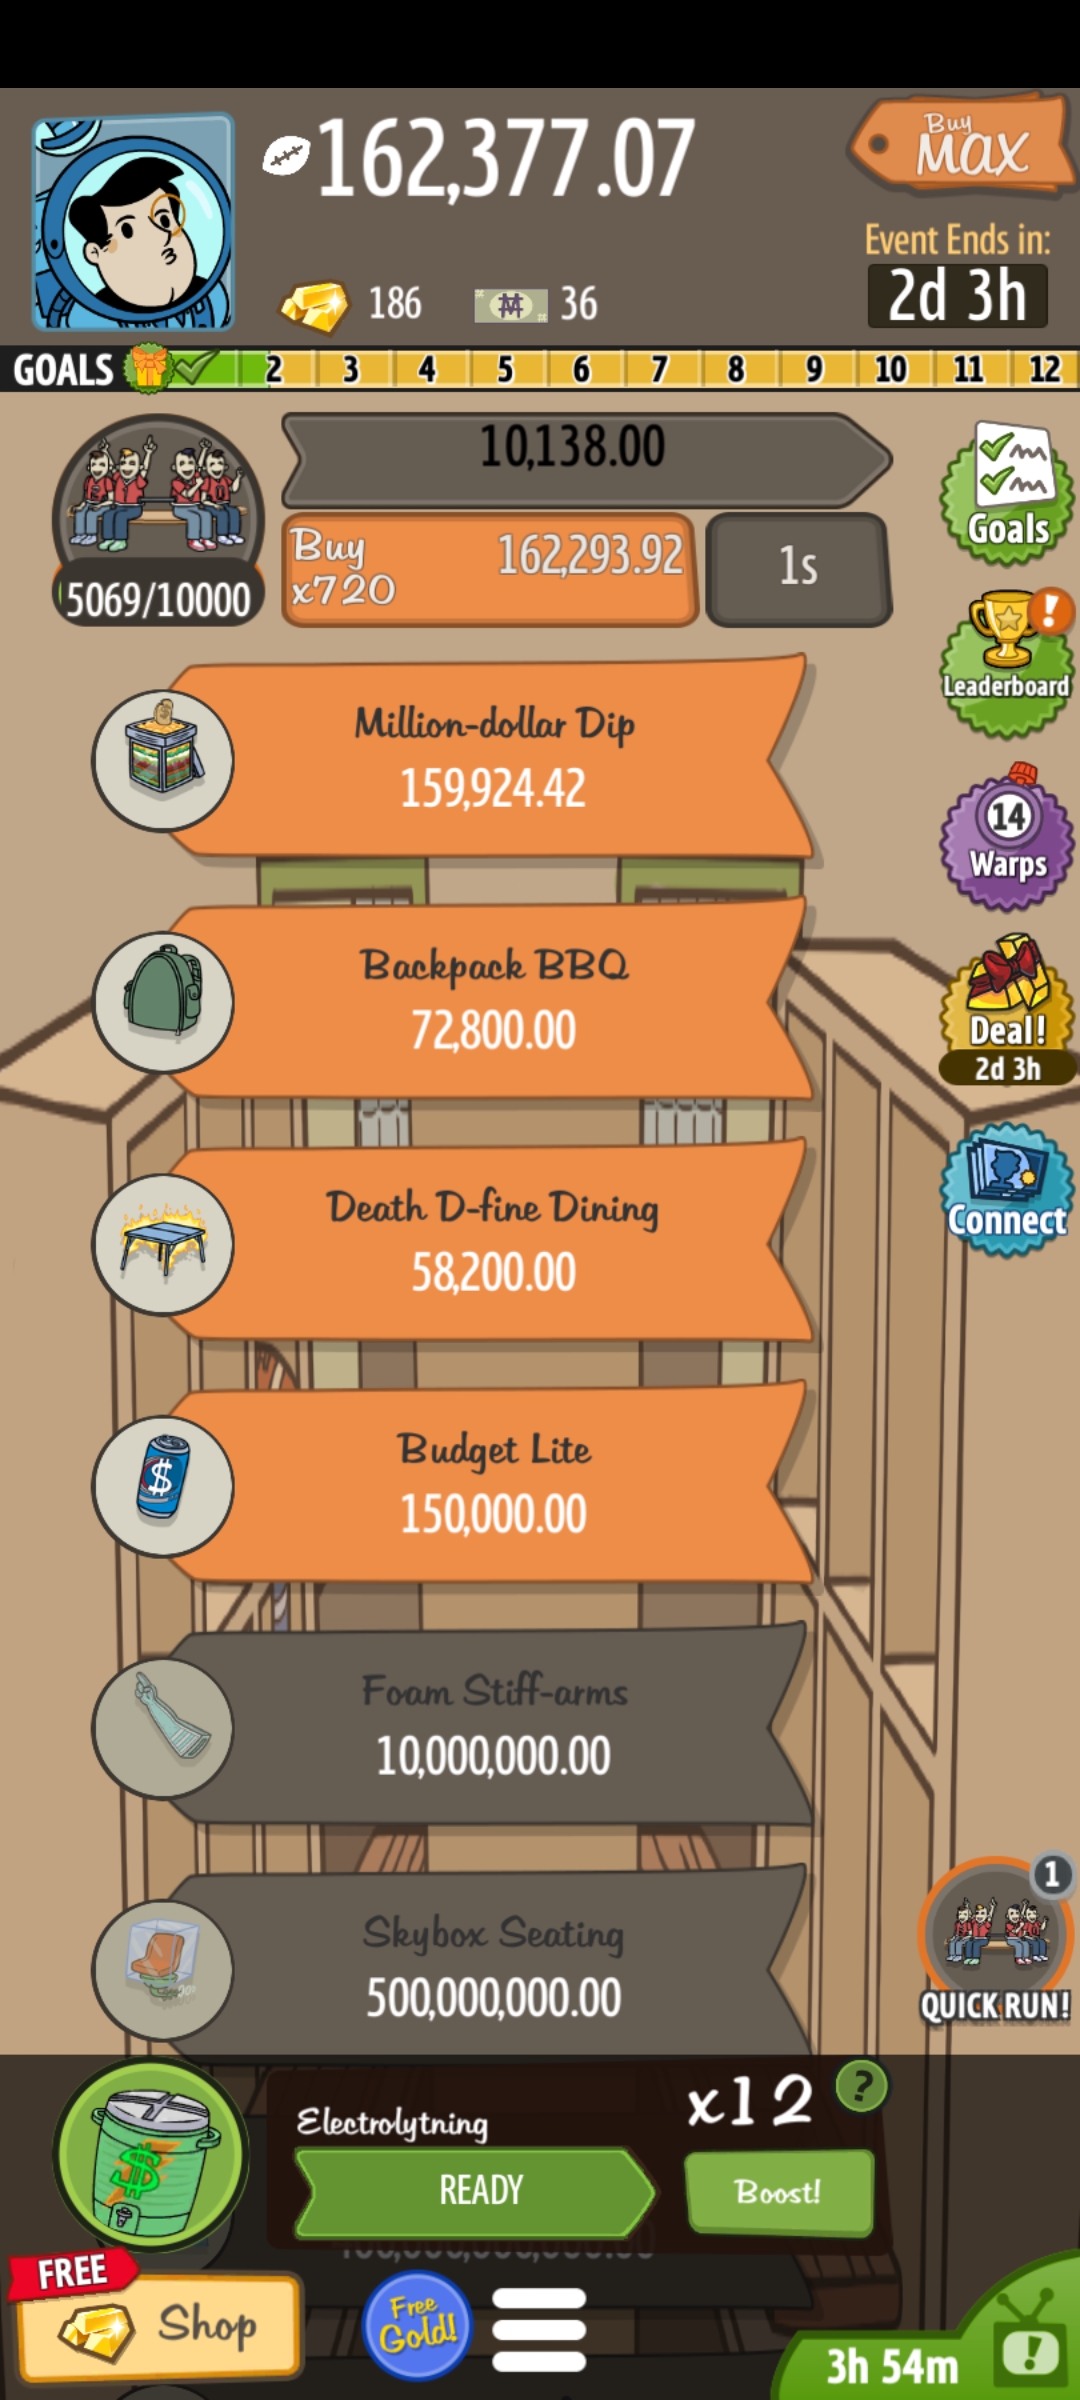 162,377.07
Buy
MAX
Event Ends in:
2d 3h
186
36
GOALS
2
3
4
5
6
7
8
9
10
11
12
10,138.00
5069/10000
Buy
x720
162,293.92
1s
Goals
Leaderboard
!
Million-dollar Dip
159,924.42
14
Warps
Backpack BBQ
72,800.00
Deal!
2d 3h
Death D-fine Dining
58,200.00
Connect
Budget Lite
150,000.00
$
Foam Stiff-arms
10,000,000.00
Skybox Seating
500,000,000.00
1
QUICK RUN!
Electrolytning
x12
?
$
READY
Boost!
FREE
Shop
Free
Gold!
3h 54m
!